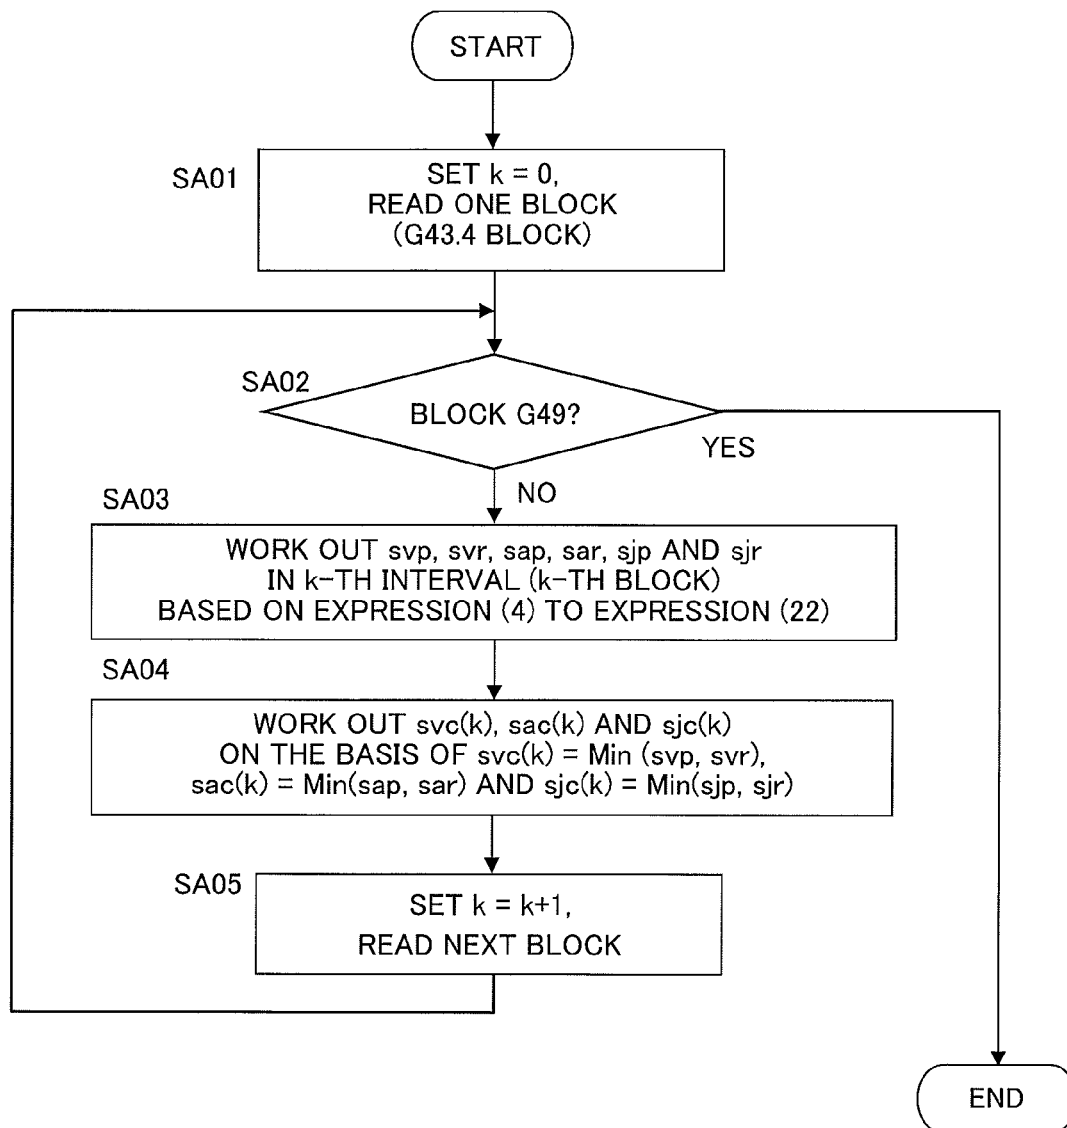 START
SA01
SET k = 0,
READ ONE BLOCK
(G43.4 BLOCK)
SA02
BLOCK G49?
YES
NO
SA03
WORK OUT svp, svr, sap, sar, sjp AND sjr
IN k-TH INTERVAL (k-TH BLOCK)
BASED ON EXPRESSION (4) TO EXPRESSION (22)
SA04
WORK OUT svc(k), sac(k) AND sjc(k)
ON THE BASIS OF svc(k) = Min (svp, svr),
sac(k) = Min(sap, sar) AND sjc(k) = Min(sjp, sjr)
SA05
SET k = k+1,
READ NEXT BLOCK
END